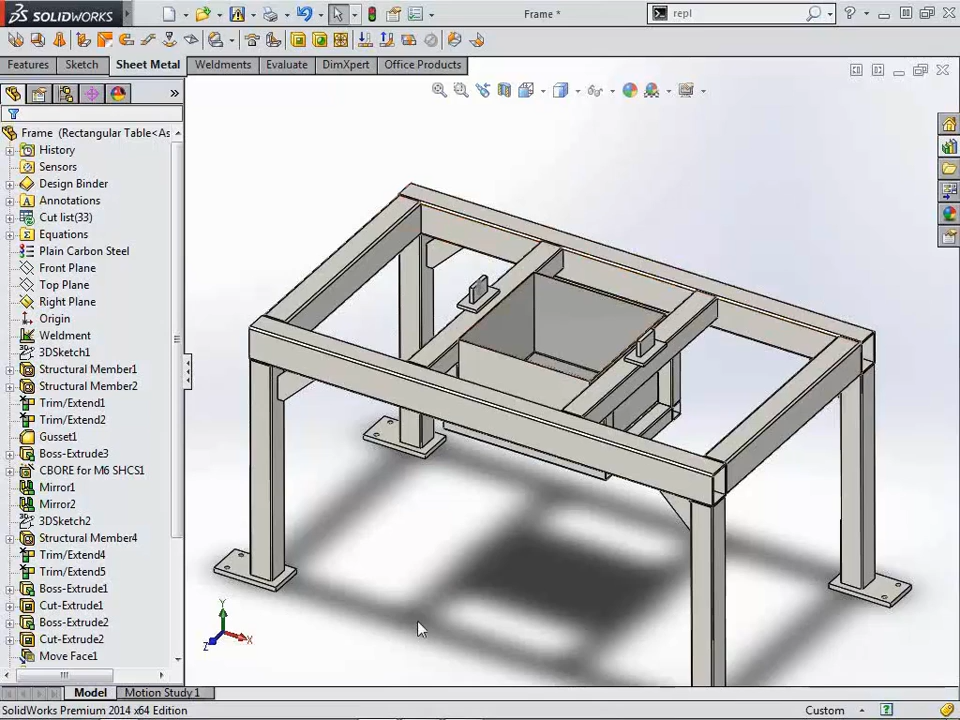 SOLIDWORKS
Frame *
repl
Features
Sketch
Sheet Metal
Weldments
Evaluate
DimXpert
Office Products
Frame (Rectangular Table<As
History
Sensors
Design Binder
Annotations
Cut list(33)
Equations
Plain Carbon Steel
Front Plane
Top Plane
Right Plane
Origin
Weldment
3DSketch1
Structural Member1
Structural Member2
Trim/Extend1
Trim/Extend2
Gusset1
Boss-Extrude3
CBORE for M6 SHCS1
Mirror1
Mirror2
3DSketch2
Structural Member4
Trim/Extend4
Trim/Extend5
Boss-Extrude1
Cut-Extrude1
Boss-Extrude2
Cut-Extrude2
Move Face1
Y
X
Z
Model
Motion Study 1
SolidWorks Premium 2014 x64 Edition
Custom